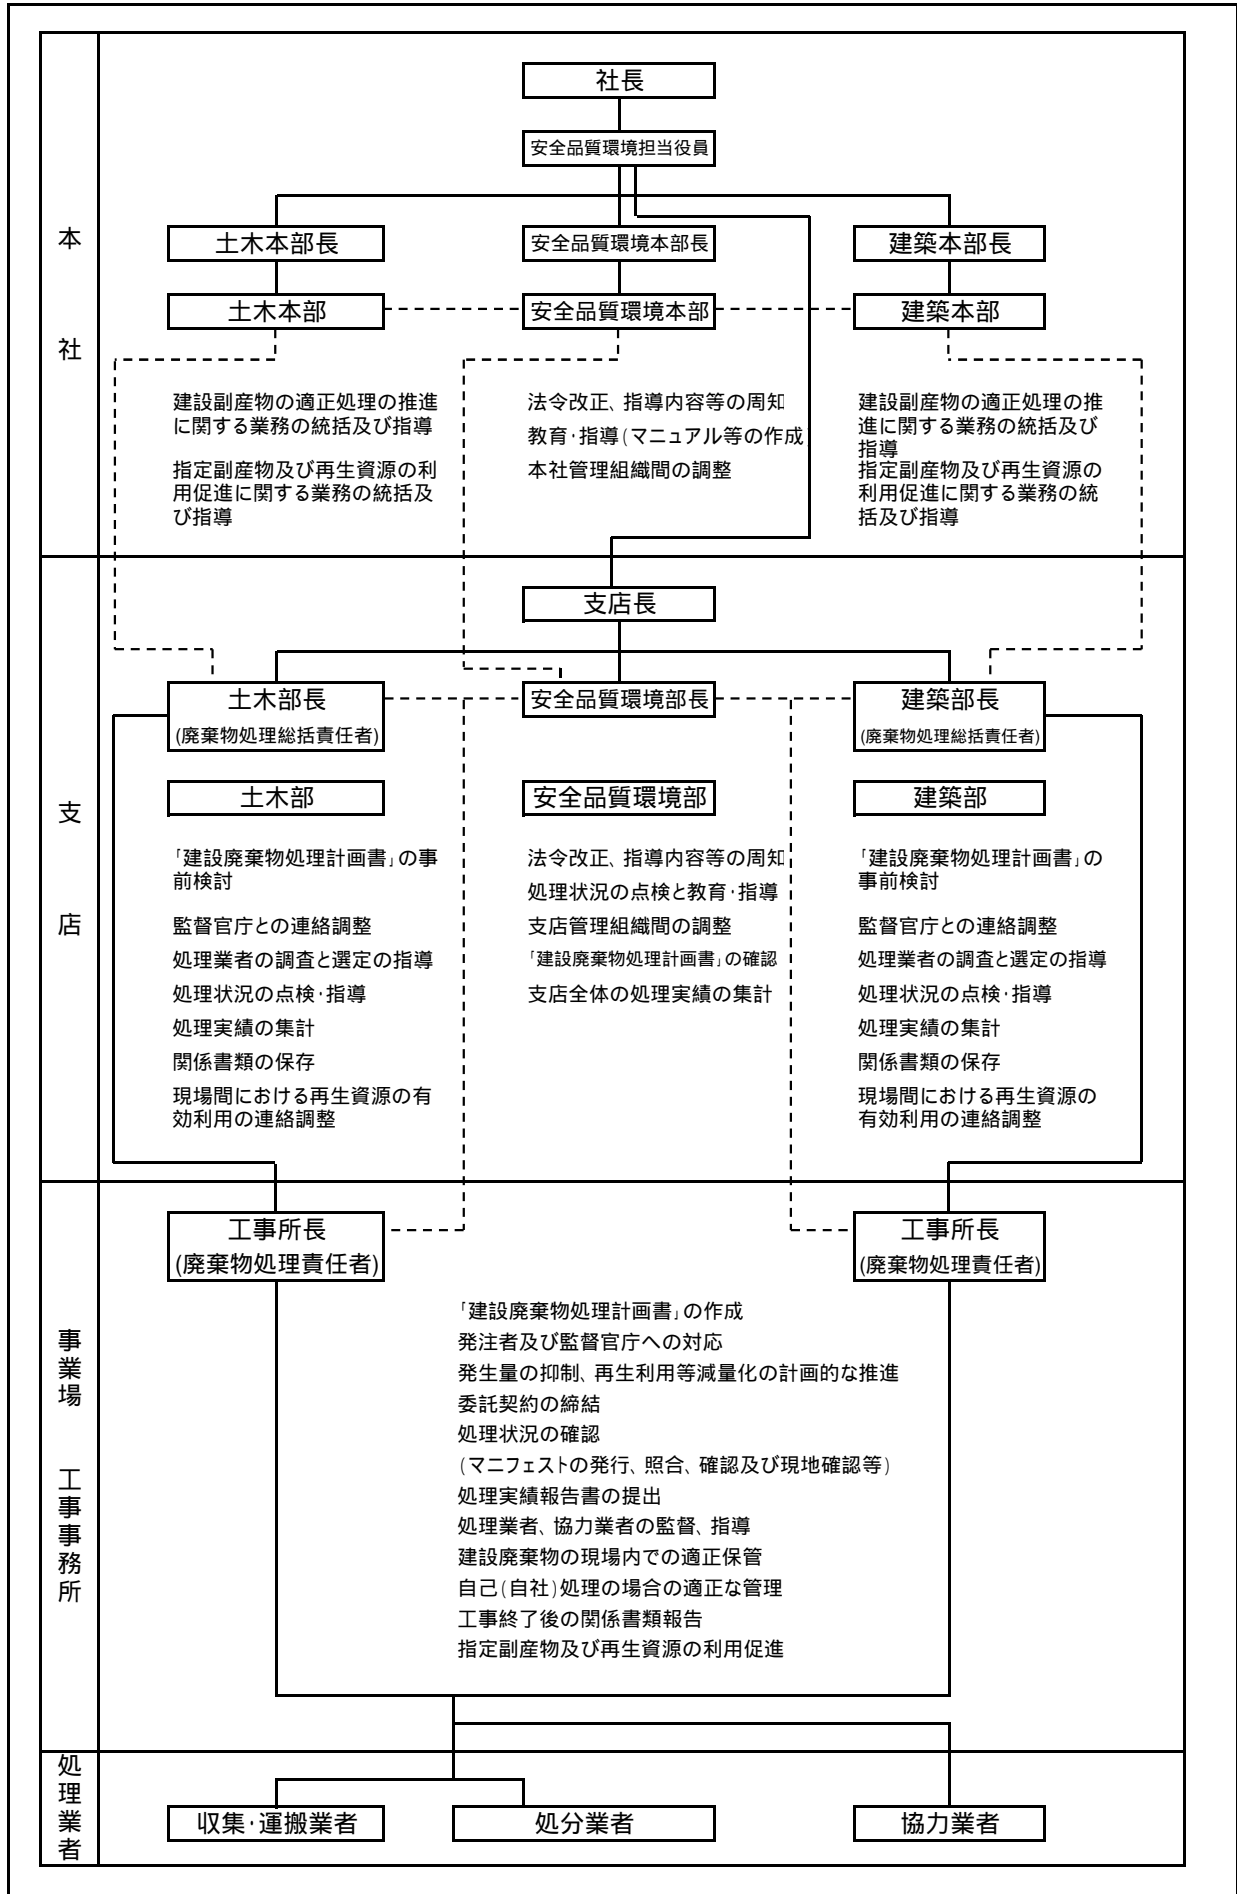 本社
社長
安全品質環境担当役員
土木本部長
安全品質環境本部長
建築本部長
土木本部
安全品質環境本部
建築本部
建設副産物の適正処理の推進
に関する業務の統括及び指導
指定副産物及び再生資源の利
用促進に関する業務の統括及
び指導
法令改正、指導内容等の周知
教育・指導(マニュアル等の作成
本社管理組織間の調整
建設副産物の適正処理の推
進に関する業務の統括及び
指導
指定副産物及び再生資源の
利用促進に関する業務の統
括及び指導
支店
支店長
土木部長
(廃棄物処理総括責任者)
安全品質環境部長
建築部長
(廃棄物処理総括責任者)
土木部
安全品質環境部
建築部
「建設廃棄物処理計画書」の事
前検討
監督官庁との連絡調整
処理業者の調査と選定の指導
処理状況の点検・指導
処理実績の集計
関係書類の保存
現場間における再生資源の有
効利用の連絡調整
法令改正、指導内容等の周知
処理状況の点検と教育・指導
支店管理組織間の調整
「建設廃棄物処理計画書」の確認
支店全体の処理実績の集計
「建設廃棄物処理計画書」の
事前検討
監督官庁との連絡調整
処理業者の調査と選定の指導
処理状況の点検・指導
処理実績の集計
関係書類の保存
現場間における再生資源の
有効利用の連絡調整
事業場 工事事務所
工事所長
(廃棄物処理責任者)
工事所長
(廃棄物処理責任者)
「建設廃棄物処理計画書」の作成
発注者及び監督官庁への対応
発生量の抑制、再生利用等減量化の計画的な推進
委託契約の締結
処理状況の確認
(マニフェストの発行、照合、確認及び現地確認等)
処理実績報告書の提出
処理業者、協力業者の監督、指導
建設廃棄物の現場内での適正保管
自己(自社)処理の場合の適正な管理
工事終了後の関係書類報告
指定副産物及び再生資源の利用促進
処理業者
収集・運搬業者
処分業者
協力業者